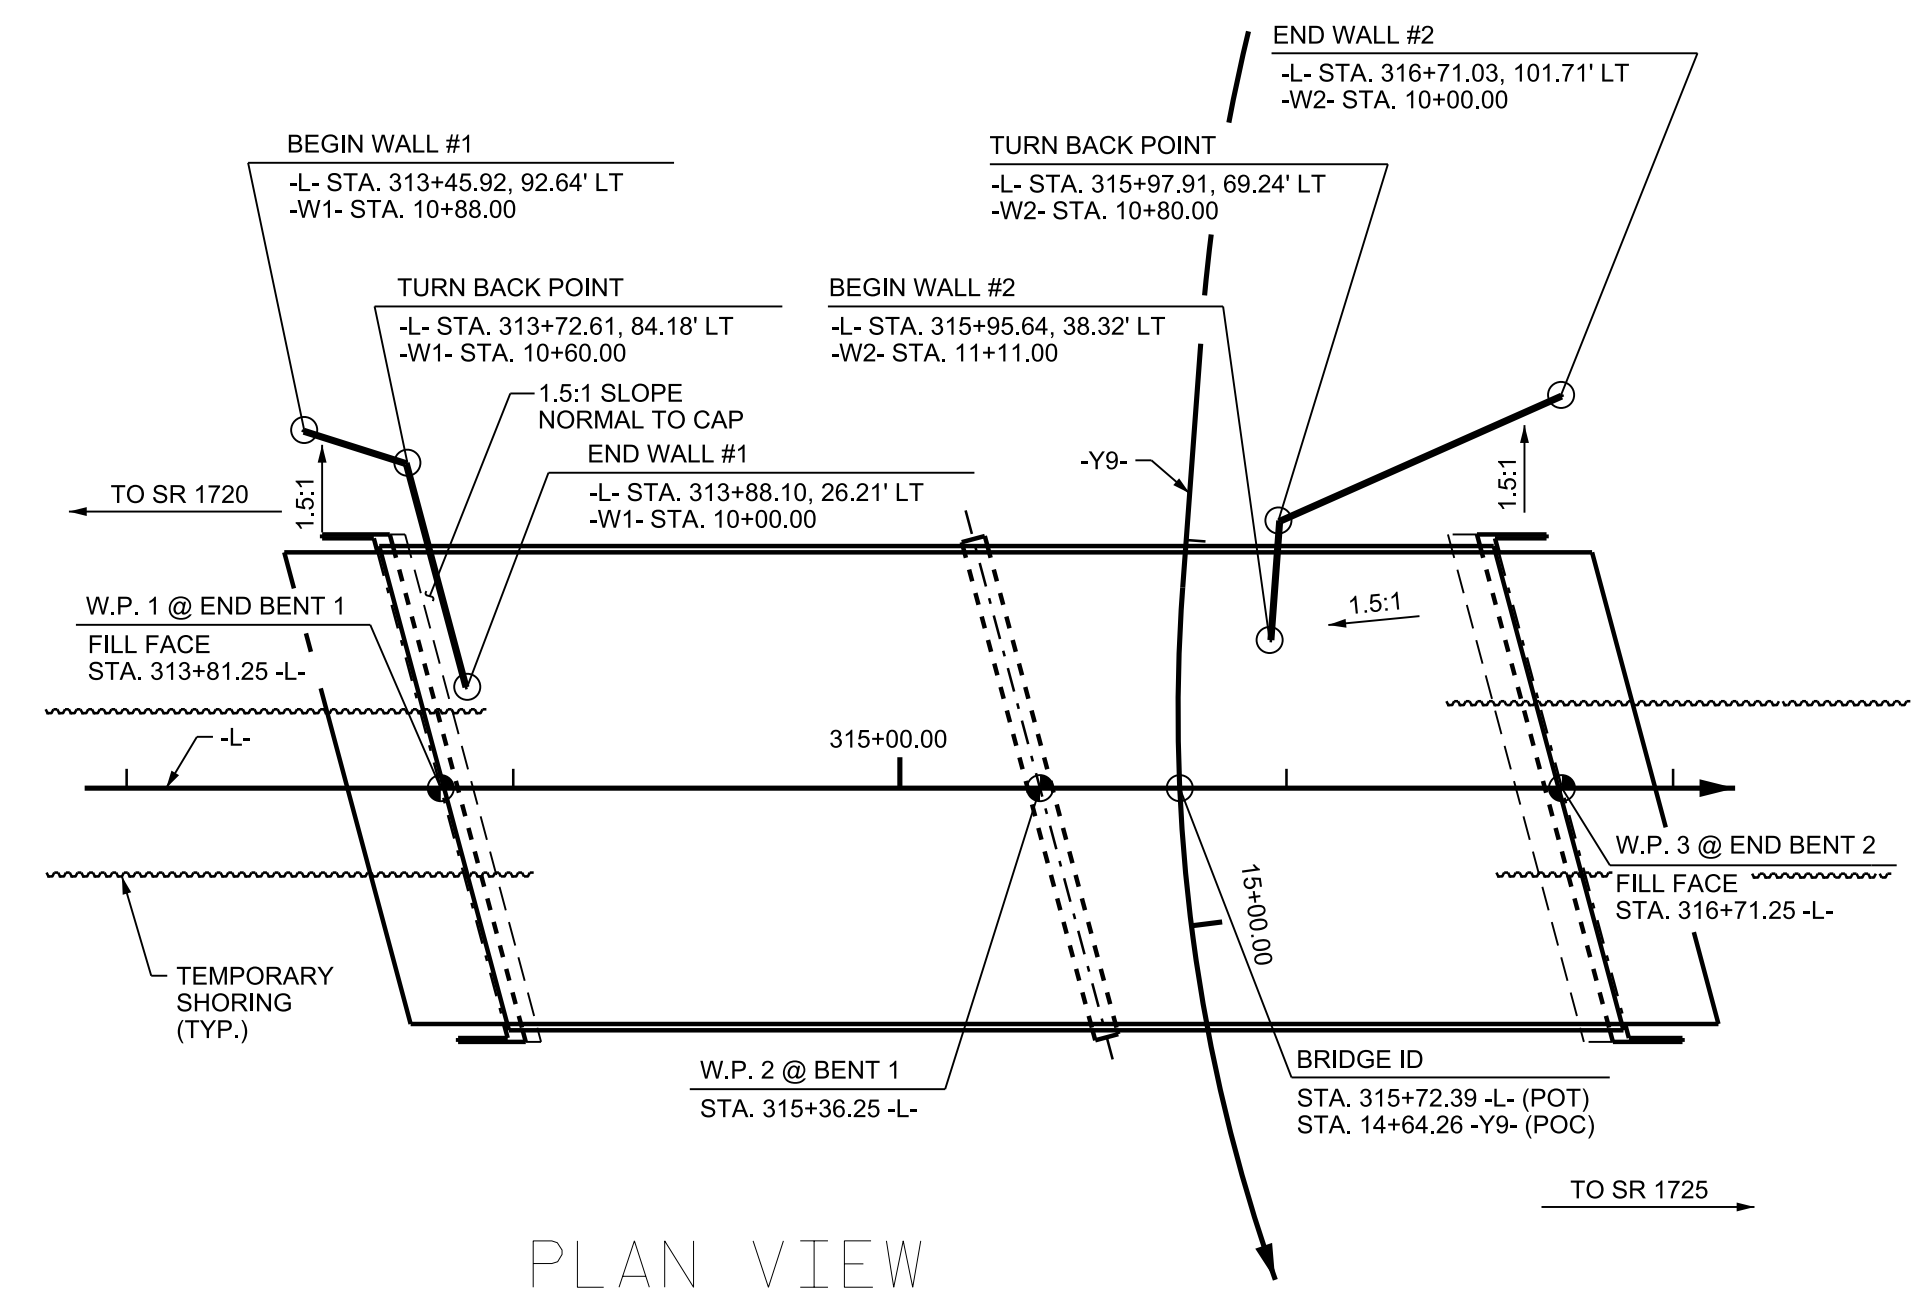 END WALL #2
-L- STA. 316+71.03, 101.71' LT
-W2- STA. 10+00.00
BEGIN WALL #1
-L- STA. 313+45.92, 92.64' LT
-W1- STA. 10+88.00
TURN BACK POINT
-L- STA. 315+97.91, 69.24' LT
-W2- STA. 10+80.00
TURN BACK POINT
-L- STA. 313+72.61, 84.18' LT
-W1- STA. 10+60.00
BEGIN WALL #2
-L- STA. 315+95.64, 38.32' LT
-W2- STA. 11+11.00
1.5:1 SLOPE
NORMAL TO CAP
END WALL #1
-L- STA. 313+88.10, 26.21' LT
-W1- STA. 10+00.00
-Y9-
TO SR 1720
1.5:1
1.5:1
1.5:1
W.P. 1 @ END BENT 1
FILL FACE
STA. 313+81.25 -L-
-L-
315+00.00
W.P. 3 @ END BENT 2
FILL FACE
STA. 316+71.25 -L-
15+00.00
TEMPORARY
SHORING
(TYP.)
W.P. 2 @ BENT 1
STA. 315+36.25 -L-
BRIDGE ID
STA. 315+72.39 -L- (POT)
STA. 14+64.26 -Y9- (POC)
TO SR 1725
PLAN VIEW